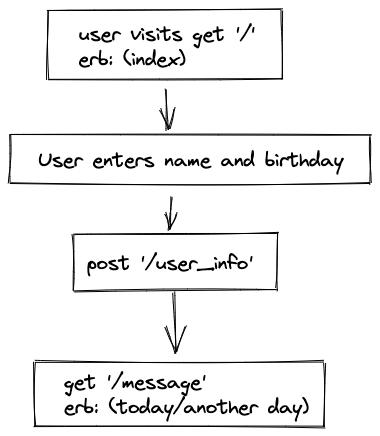 user visits get '/'
erb: (index)
User enters name and birthday
post '/user_info'
get '/message'
erb: (today/another day)